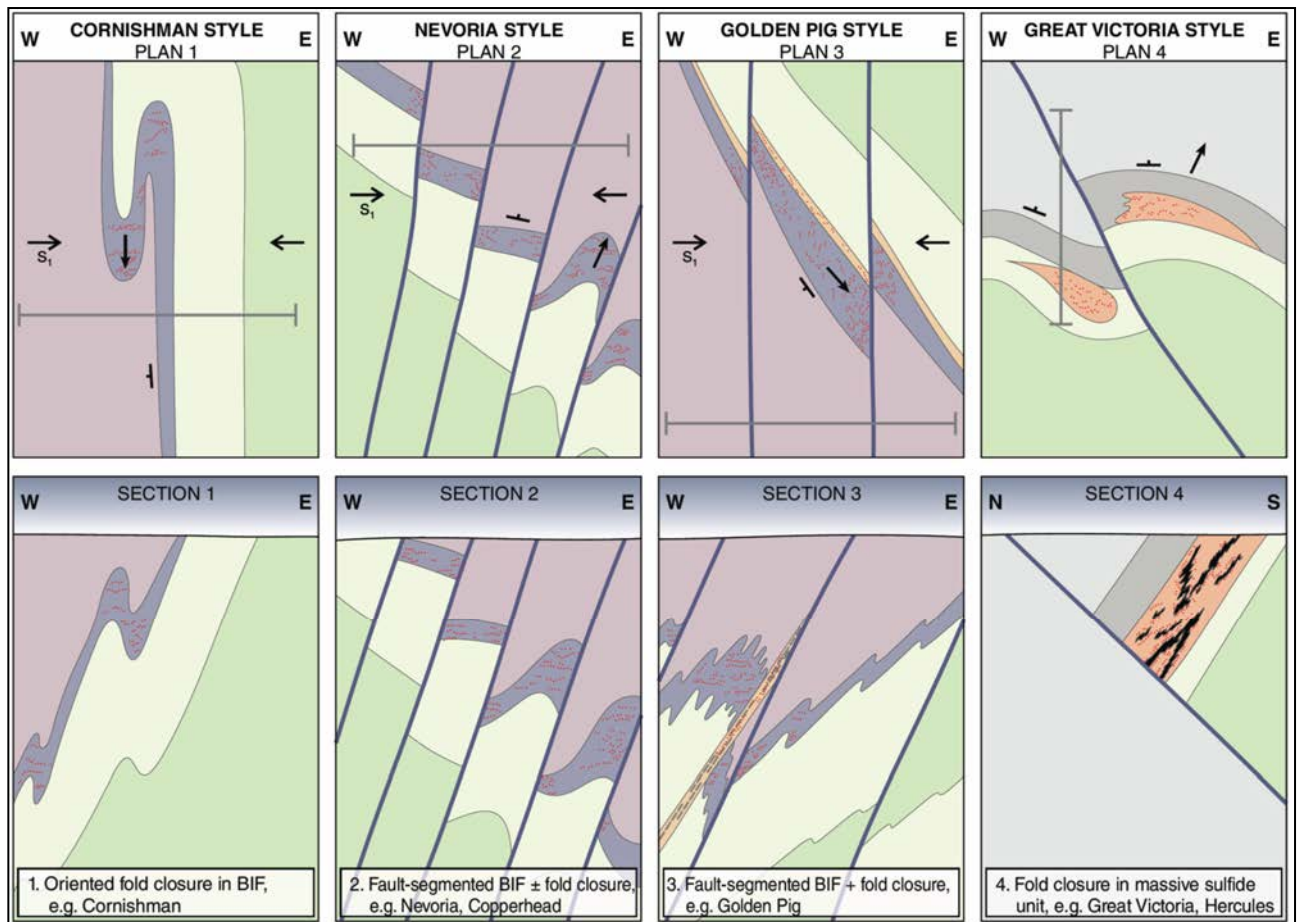 CORNISHMAN STYLE
W PLAN 1 E
S1
NEVORIA STYLE
W PLAN 2 E
S1
GOLDEN PIG STYLE
W PLAN 3 E
S1
GREAT VICTORIA STYLE
W PLAN 4 E
W SECTION 1 E
1. Oriented fold closure in BIF,
e.g. Cornishman
W SECTION 2 E
2. Fault-segmented BIF ± fold closure,
e.g. Nevoria, Copperhead
W SECTION 3 E
3. Fault-segmented BIF + fold closure,
e.g. Golden Pig
N SECTION 4 S
4. Fold closure in massive sulfide
unit, e.g. Great Victoria, Hercules